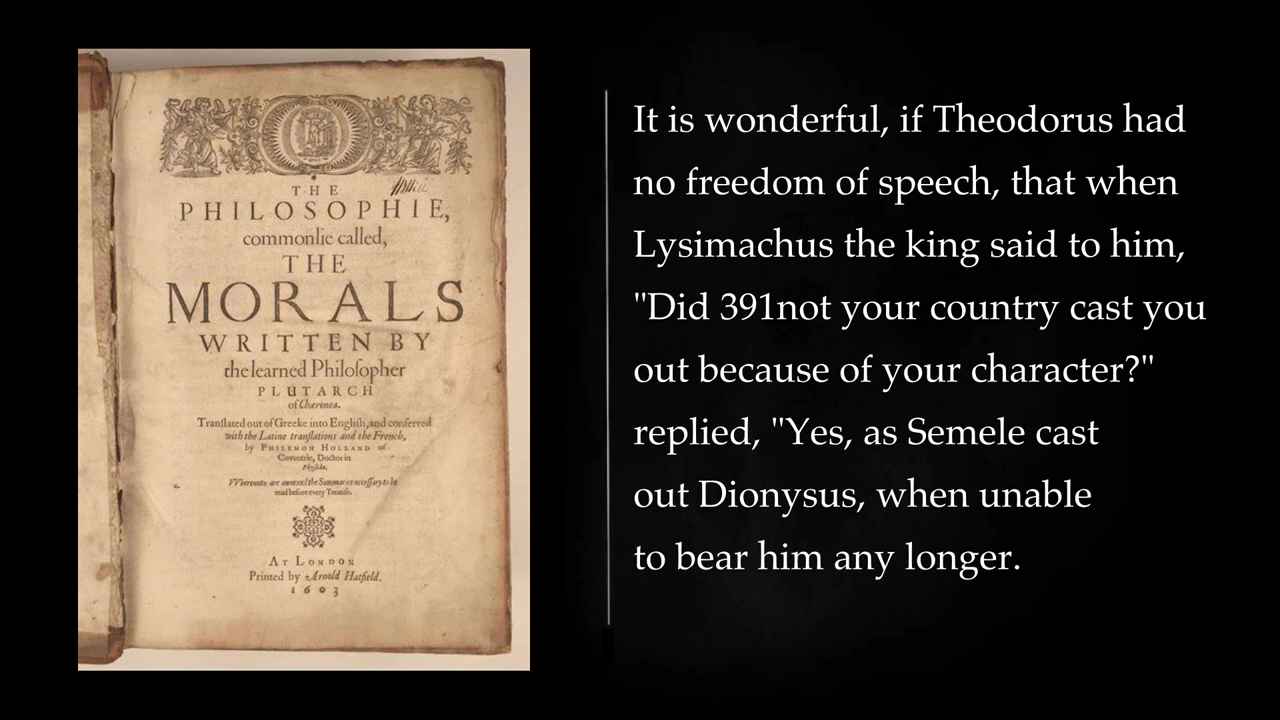 THE
PHILOSOPHIE,
commonlie called,
THE
MORALS
WRITTEN BY
the learned Philosopher
PLUTARCH
of Chæronea.
Translated out of Greeke into English, and conferred
with the Latine translations and the French,
by PHILEMON HOLLAND of
Coventrie, Doctor in
Physicke.
VVhereunto are annexed the Summaries necessary to be
read before every Treatise.
AT LONDON
Printed by Arnold Hatfield.
1603
It is wonderful, if Theodorus had
no freedom of speech, that when
Lysimachus the king said to him,
"Did 391not your country cast you
out because of your character?"
replied, "Yes, as Semele cast
out Dionysus, when unable
to bear him any longer.